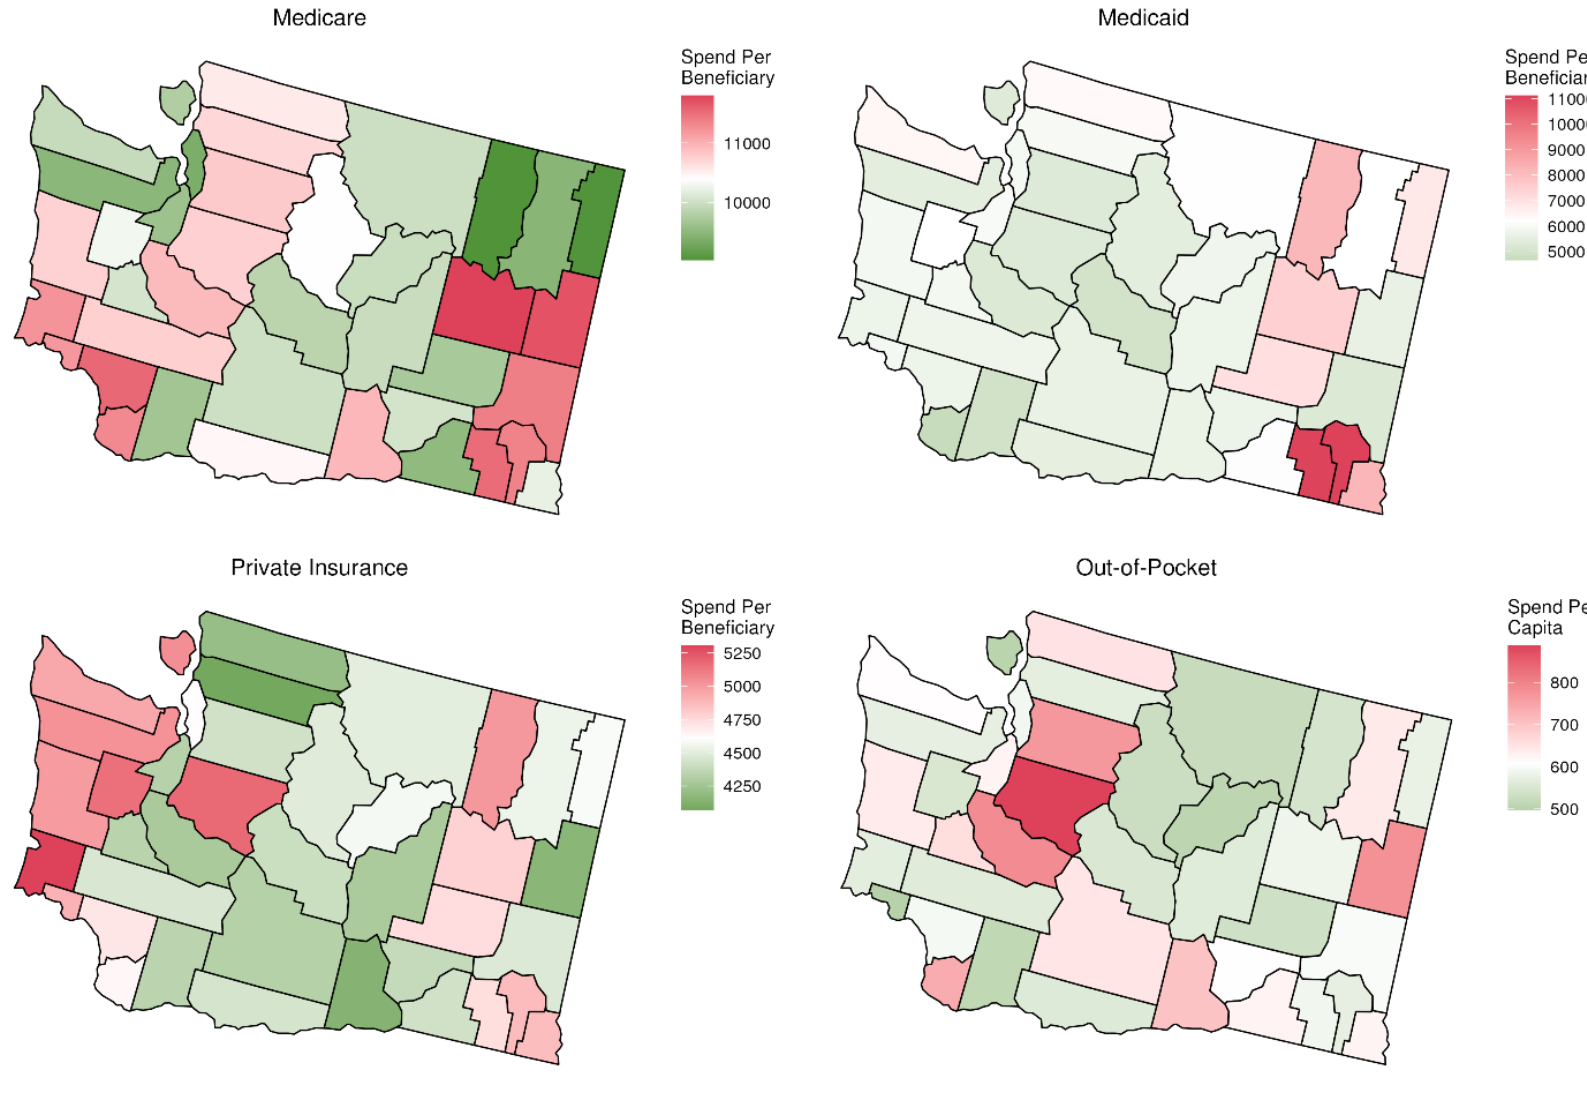 Medicare
Spend Per
Beneficiary
11000
10000
Medicaid
Spend Pe
Beneficiar
1100
1000
9000
8000
7000
6000
5000
Private Insurance
Spend Per
Beneficiary
5250
5000
4750
4500
4250
Out-of-Pocket
Spend Pe
Capita
800
700
600
500